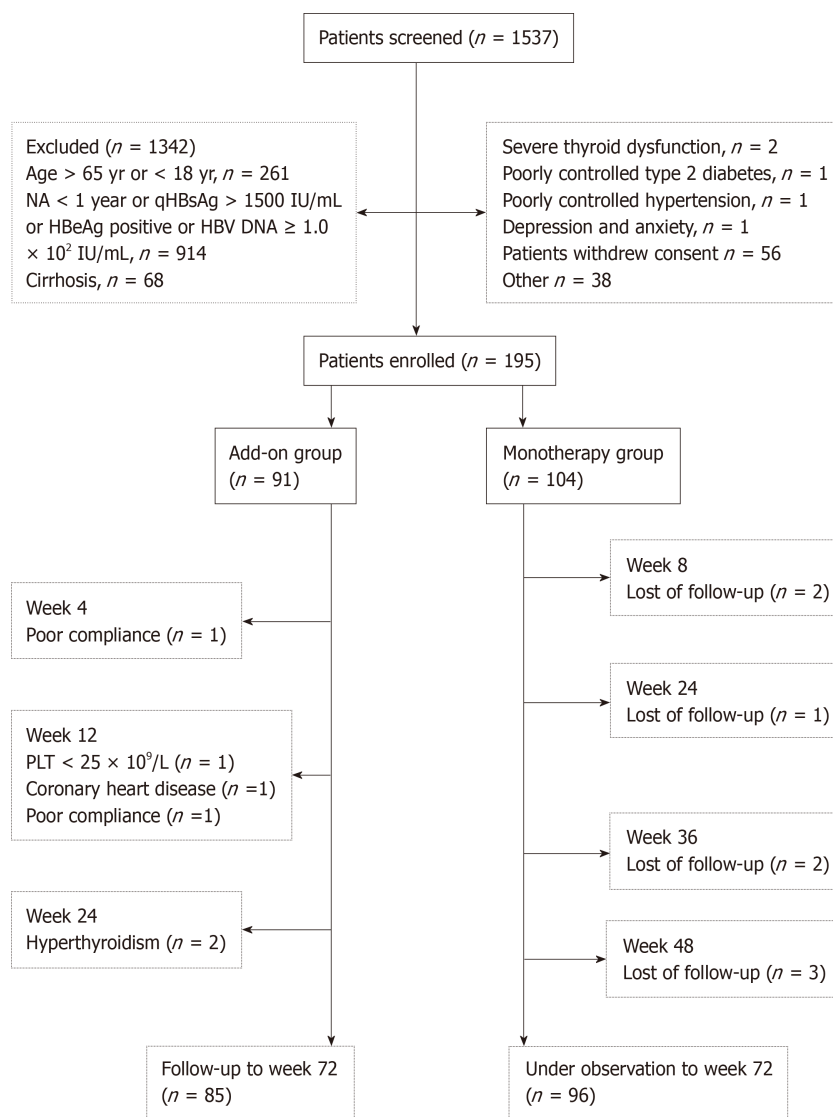 Patients screened (n = 1537)
Excluded (n = 1342)
Age > 65 yr or < 18 yr, n = 261
NA < 1 year or qHBsAg > 1500 IU/mL
or HBeAg positive or HBV DNA ≥ 1.0
× 10² IU/mL, n = 914
Cirrhosis, n = 68
Severe thyroid dysfunction, n = 2
Poorly controlled type 2 diabetes, n = 1
Poorly controlled hypertension, n = 1
Depression and anxiety, n = 1
Patients withdrew consent n = 56
Other n = 38
Patients enrolled (n = 195)
Add-on group
(n = 91)
Monotherapy group
(n = 104)
Week 4
Poor compliance (n = 1)
Week 12
PLT < 25 × 10⁹/L (n = 1)
Coronary heart disease (n =1)
Poor compliance (n =1)
Week 24
Hyperthyroidism (n = 2)
Week 8
Lost of follow-up (n = 2)
Week 24
Lost of follow-up (n = 1)
Week 36
Lost of follow-up (n = 2)
Week 48
Lost of follow-up (n = 3)
Follow-up to week 72
(n = 85)
Under observation to week 72
(n = 96)